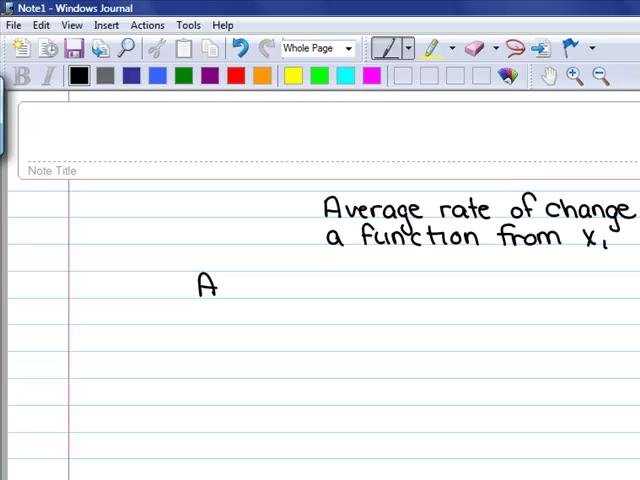 Note1 - Windows Journal
File Edit View Insert Actions Tools Help
Whole Page
B I
Note Title
Average rate of change
a function from x₁
A